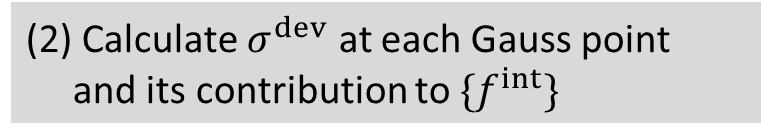 (2) Calculate σ^dev at each Gauss point
and its contribution to {f^int}